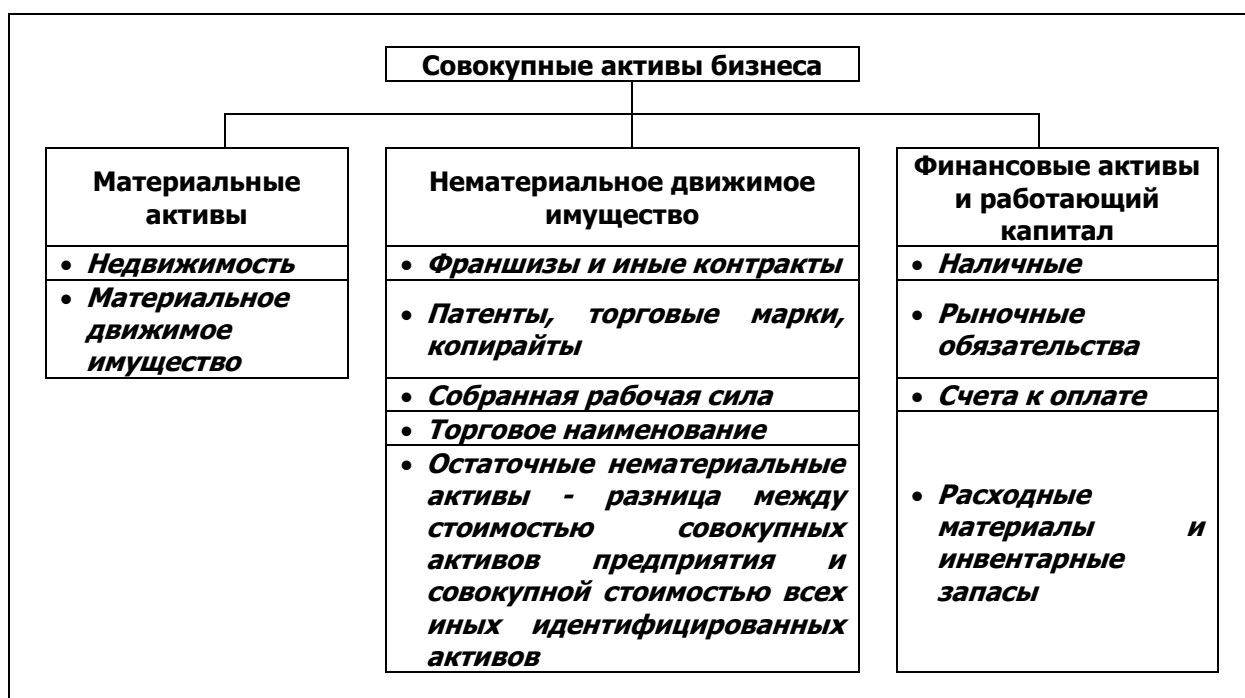 Совокупные активы бизнеса
Материальные
активы
• Недвижимость
• Материальное
движимое
имущество
Нематериальное движимое
имущество
• Франшизы и иные контракты
• Патенты, торговые марки,
копирайты
• Собранная рабочая сила
• Торговое наименование
• Остаточные нематериальные
активы - разница между
стоимостью совокупных
активов предприятия и
совокупной стоимостью всех
иных идентифицированных
активов
Финансовые активы
и работающий
капитал
• Наличные
• Рыночные
обязательства
• Счета к оплате
• Расходные
материалы и
инвентарные
запасы